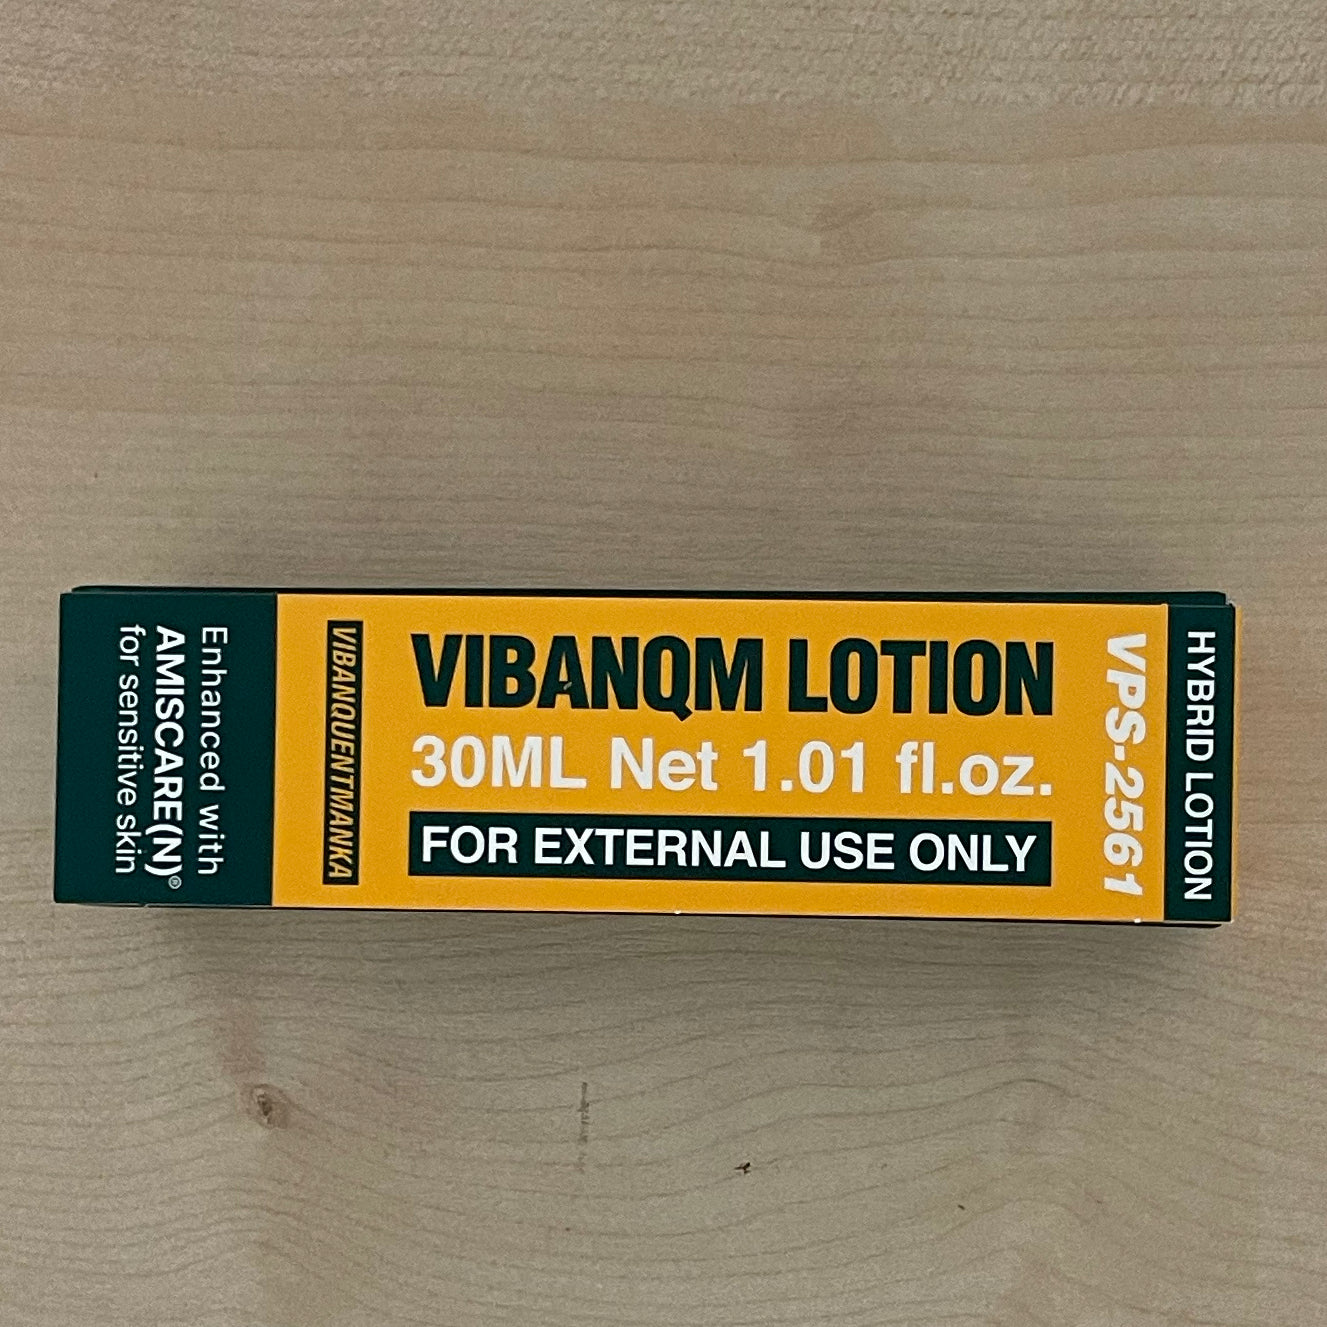 Enhanced with
AMISCARE(N)®
for sensitive skin
VIBANQUENTMANKA
VIBANQM LOTION
30ML Net 1.01 fl.oz.
FOR EXTERNAL USE ONLY
VPS-2561
HYBRID LOTION